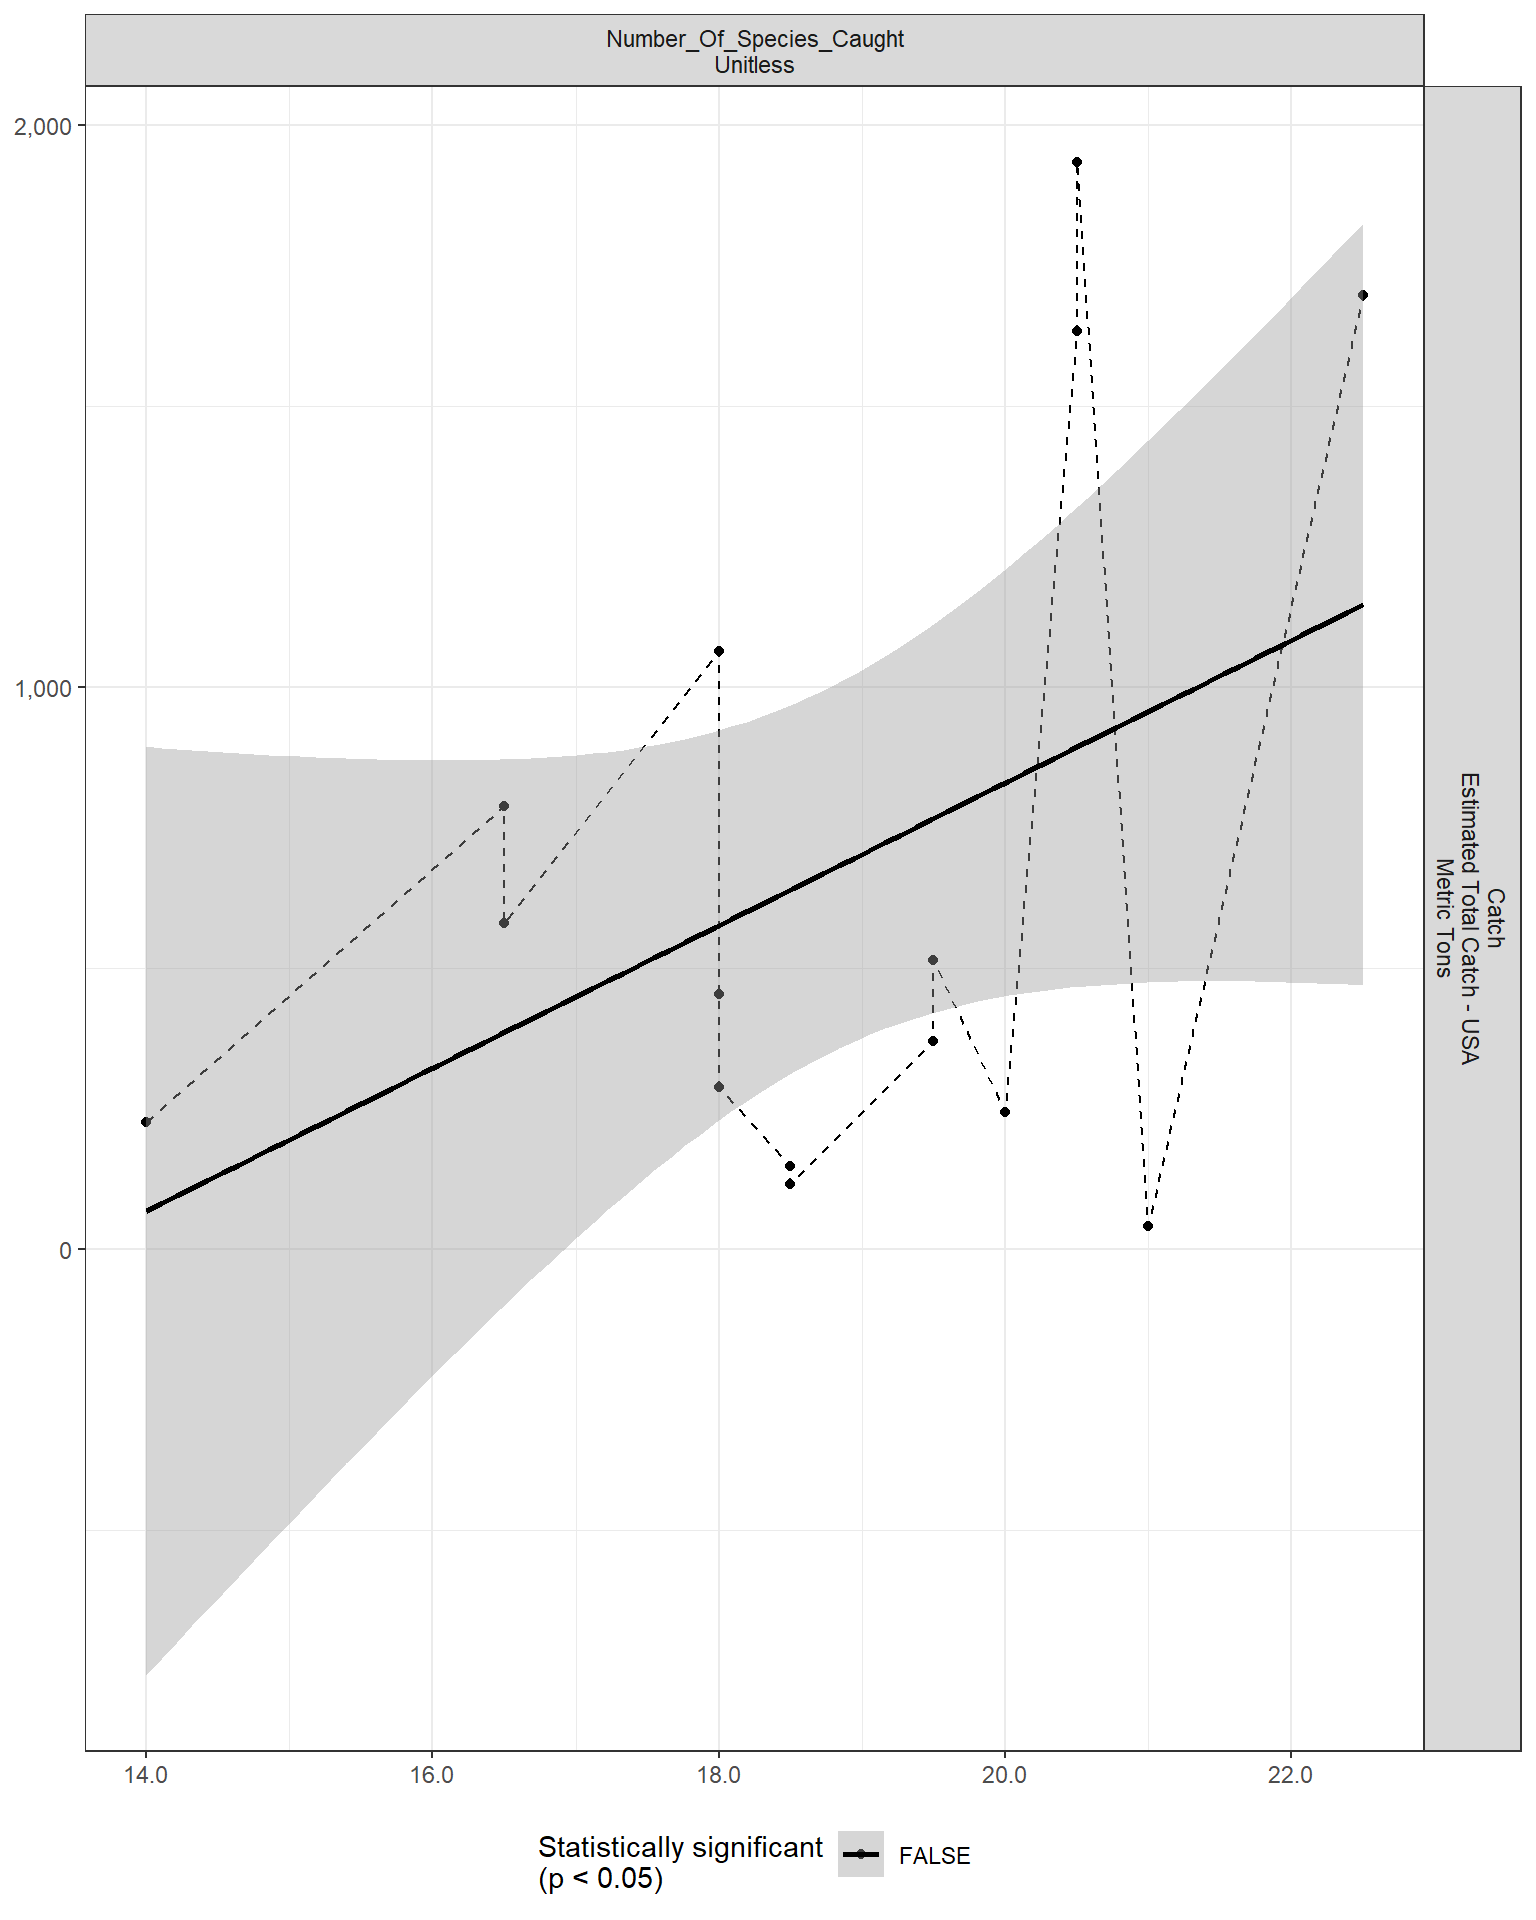 Number_Of_Species_Caught
Unitless
2,000
1,000
0
Catch
Estimated Total Catch - USA
Metric Tons
14.0
16.0
18.0
20.0
22.0
Statistically significant
(p < 0.05)
FALSE